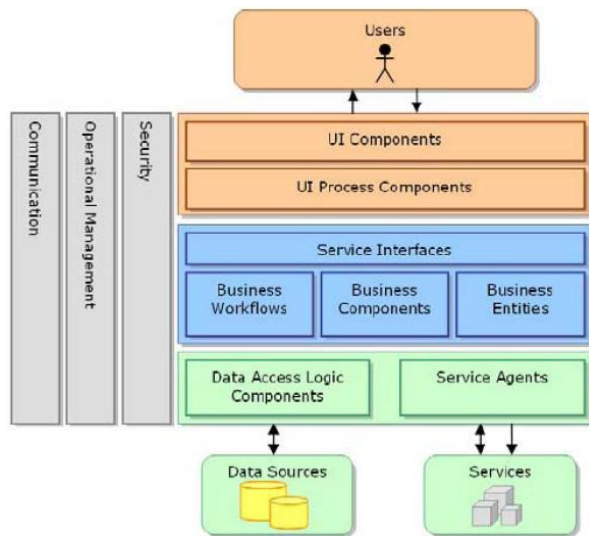 Users
Communication
Operational Management
Security
UI Components
UI Process Components
Service Interfaces
Business
Workflows
Business
Components
Business
Entities
Data Access Logic
Components
Service Agents
Data Sources
Services